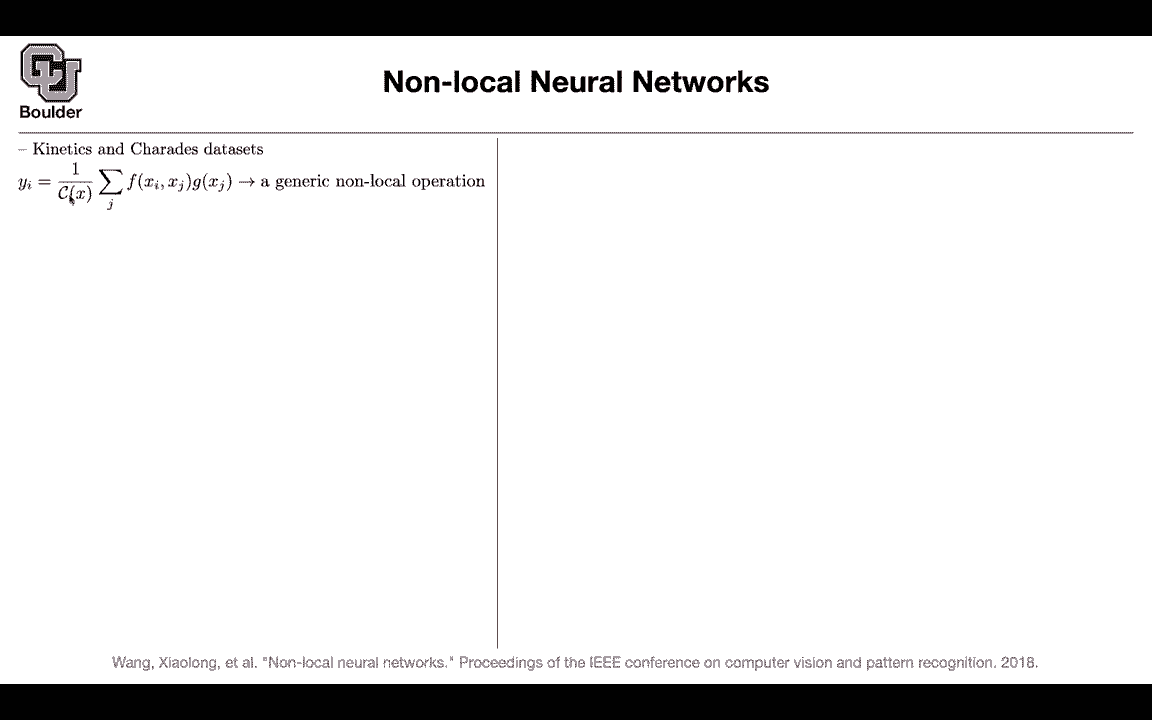 Boulder
Non-local Neural Networks
– Kinetics and Charades datasets
y_i = \frac{1}{\mathcal{C}(x)} \sum_j f(x_i, x_j)g(x_j) → a generic non-local operation
Wang, Xiaolong, et al. "Non-local neural networks." Proceedings of the IEEE conference on computer vision and pattern recognition. 2018.